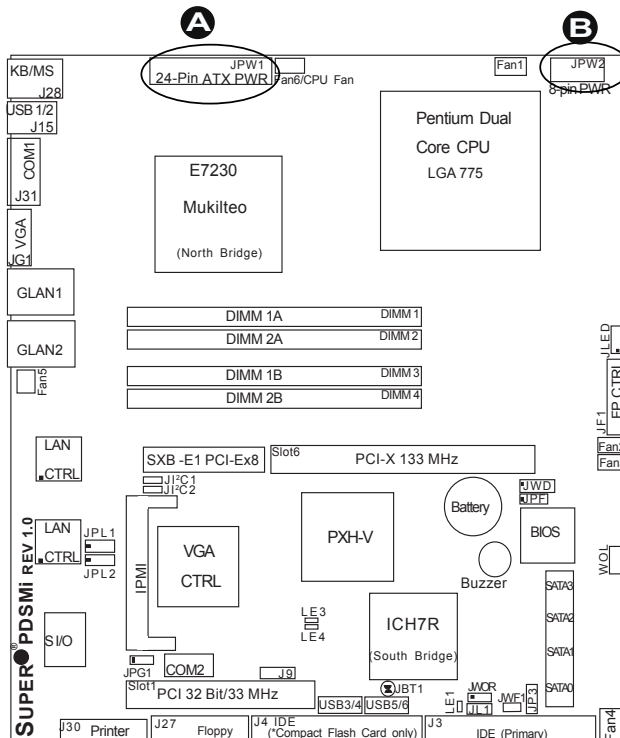 A
B
KB/MS
J28
JPW1
24-Pin ATX PWR
Fan6/CPU Fan
Fan1
JPW2
8-pin PWR
USB 1/2
J15
COM1
J31
VGA
JG1
GLAN1
GLAN2
Fan5
E7230
Mukilteo
(North Bridge)
Pentium Dual
Core CPU
LGA 775
DIMM 1A
DIMM 1
DIMM 2A
DIMM 2
DIMM 1B
DIMM 3
DIMM 2B
DIMM 4
JLED
FP CTRL
JF1
LAN
CTRL
SXB -E1 PCI-Ex8
Slot6
PCI-X 133 MHz
JI²C1
JI²C2
JWD
JPF
Battery
BIOS
Buzzer
WOL
LAN
CTRL
JPL1
JPL2
IPMI
VGA
CTRL
PXH-V
SATA3
SATA2
SATA1
SATA0
LE3
LE4
ICH7R
(South Bridge)
S I/O
JPG1
COM2
J9
JBT1
Slot1
PCI 32 Bit/33 MHz
USB3/4
USB5/6
LE1
JWOR
JL1
JWF1
JP3
SUPER® PDSMi REV 1.0
J30
Printer
J27
Floppy
J4 IDE
(*Compact Flash Card only)
J3
IDE (Primary)
Fan4